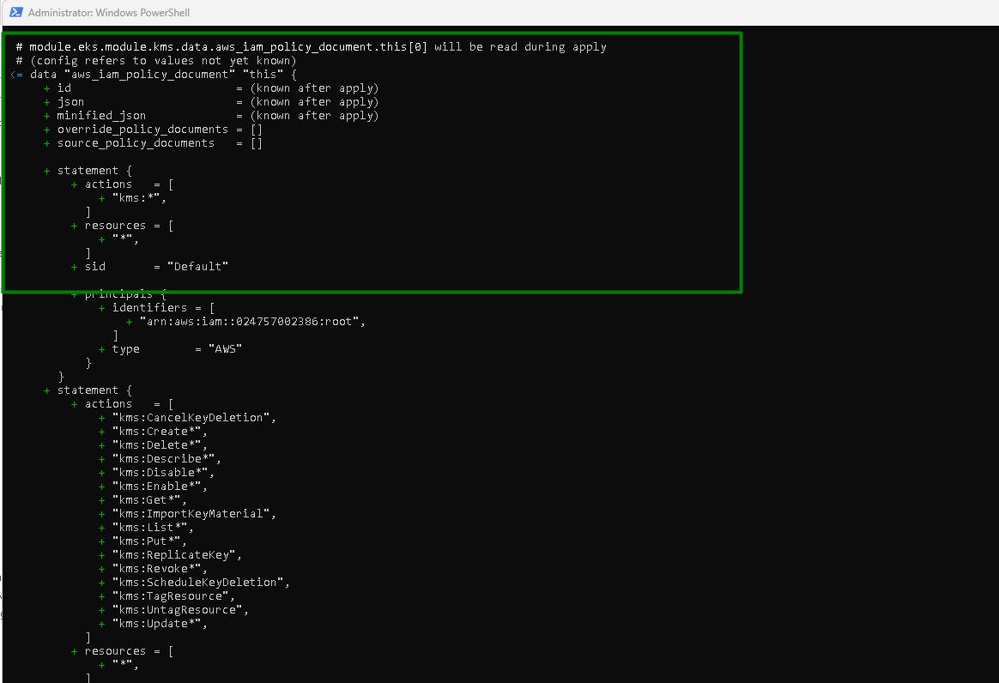 Administrator: Windows PowerShell
# module.eks.module.kms.data.aws_iam_policy_document.this[0] will be read during apply
# (config refers to values not yet known)
<= data "aws_iam_policy_document" "this" {
+ id = (known after apply)
+ json = (known after apply)
+ minified_json = (known after apply)
+ override_policy_documents = []
+ source_policy_documents = []
+ statement {
+ actions = [
+ "kms:*",
]
+ resources = [
+ "*",
]
+ sid = "Default"
+ principals {
+ identifiers = [
+ "arn:aws:iam::024757002386:root",
]
+ type = "AWS"
}
}
+ statement {
+ actions = [
+ "kms:CancelKeyDeletion",
+ "kms:Create*",
+ "kms:Delete*",
+ "kms:Describe*",
+ "kms:Disable*",
+ "kms:Enable*",
+ "kms:Get*",
+ "kms:ImportKeyMaterial",
+ "kms:List*",
+ "kms:Put*",
+ "kms:ReplicateKey",
+ "kms:Revoke*",
+ "kms:ScheduleKeyDeletion",
+ "kms:TagResource",
+ "kms:UntagResource",
+ "kms:Update*",
]
+ resources = [
+ "*",
]